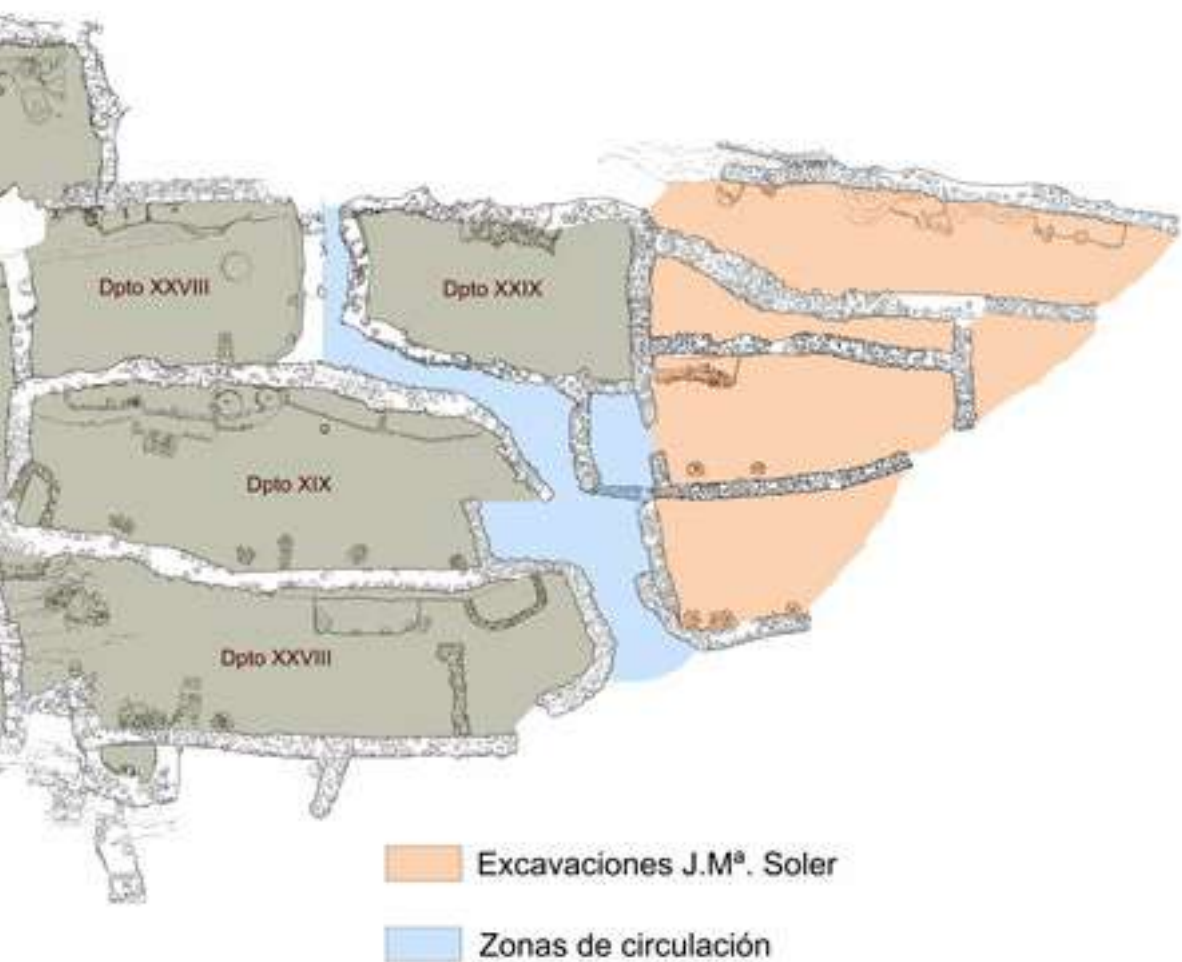 Dpto XXVIII
Dpto XXIX
Dpto XIX
Dpto XXVIII
Excavaciones J.Mª. Soler
Zonas de circulación